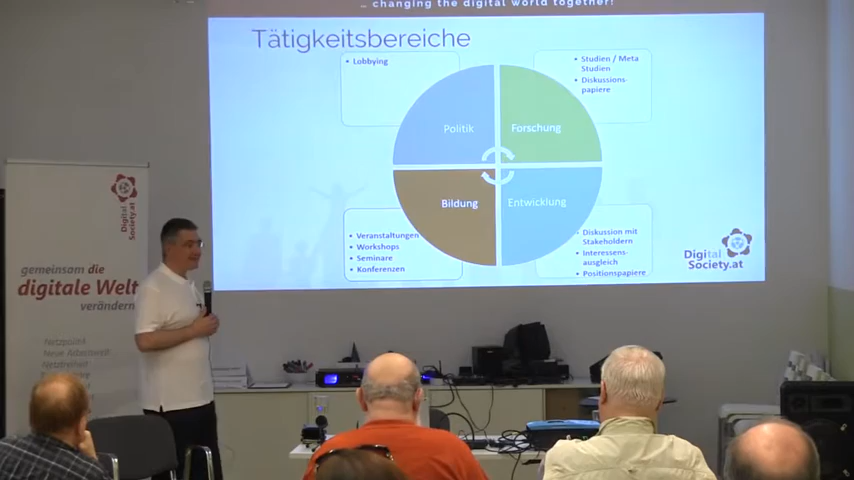 ... changing the digital world together!
Tätigkeitsbereiche
• Lobbying
• Studien / Meta
Studien
• Diskussions-
papiere
Politik
Forschung
Bildung
Entwicklung
• Veranstaltungen
• Workshops
• Seminare
• Konferenzen
• Diskussion mit
Stakeholdern
• Interessens-
ausgleich
• Positionspapiere
Digital
Society.at
Digital
Society.at
gemeinsam die
digitale Welt
verändern
Netzpolitik
Neue Arbeitswelt
Netzfreiheit